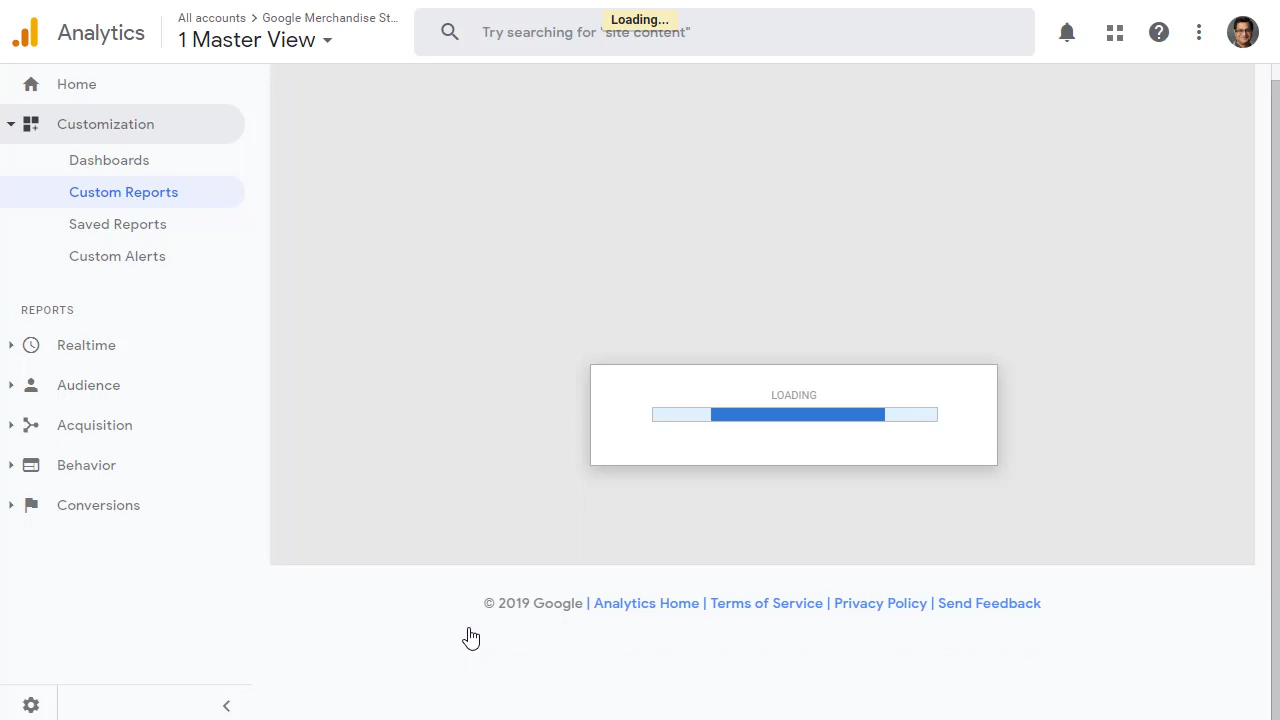 Analytics
All accounts > Google Merchandise St...
1 Master View
Try searching for "site content"
Loading...
Home
Customization
Dashboards
Custom Reports
Saved Reports
Custom Alerts
REPORTS
Realtime
Audience
Acquisition
Behavior
Conversions
LOADING
© 2019 Google | Analytics Home | Terms of Service | Privacy Policy | Send Feedback